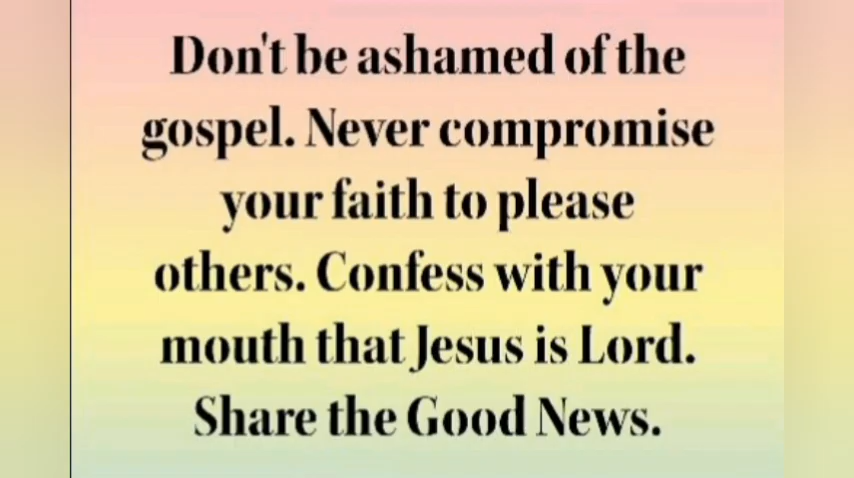 Don't be ashamed of the
gospel. Never compromise
your faith to please
others. Confess with your
mouth that Jesus is Lord.
Share the Good News.